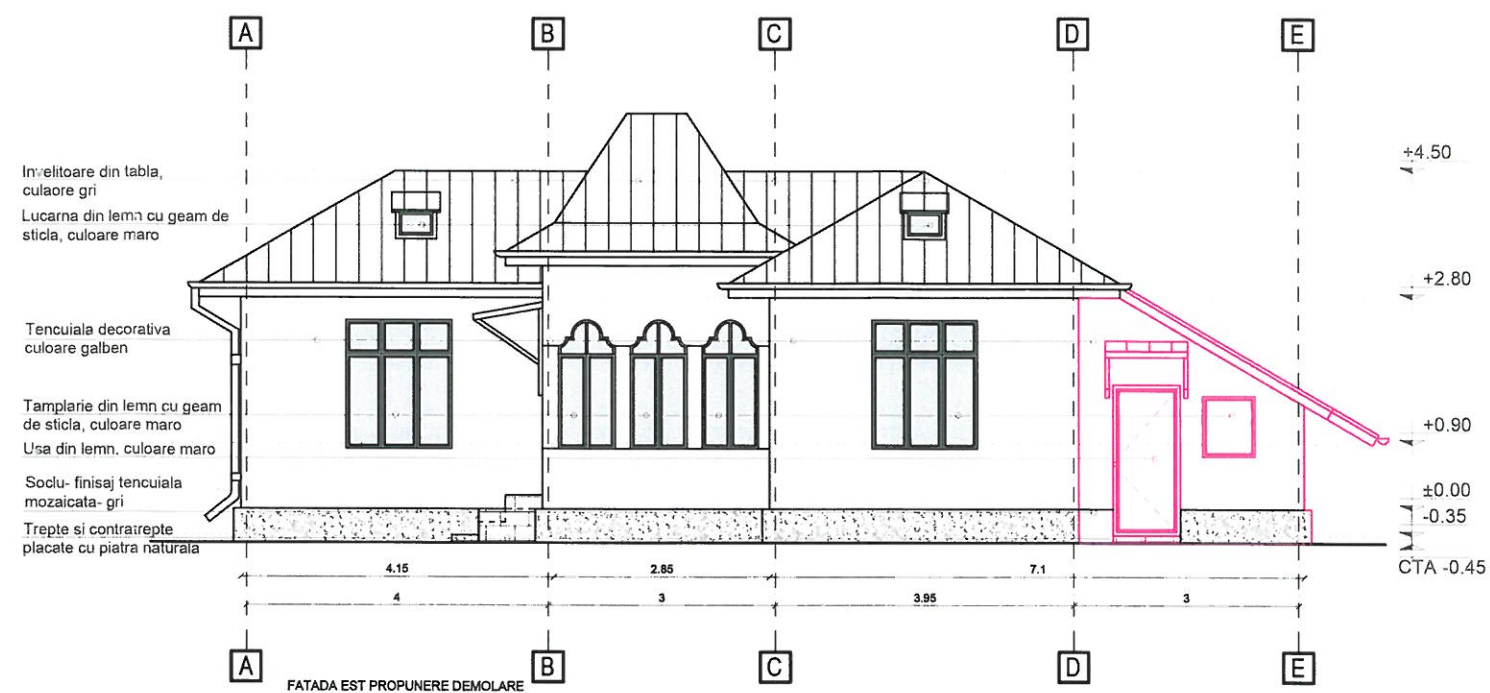 A B C D E
Invelitoare din tabla,
culaore gri
Lucarna din lemn cu geam de
sticla, culoare maro
Tencuiala decorativa
culoare galben
Tamplarie din lemn cu geam
de sticla, culoare maro
Usa din lemn, culoare maro
Soclu- finisaj tencuiala
mozaicata- gri
Trepte si contratrepte
placate cu piatra naturala
+4.50
+2.80
+0.90
±0.00
-0.35
CTA -0.45
4.15 2.85 7.1
4 3 3.95 3
A B C D E
FATADA EST PROPUNERE DEMOLARE